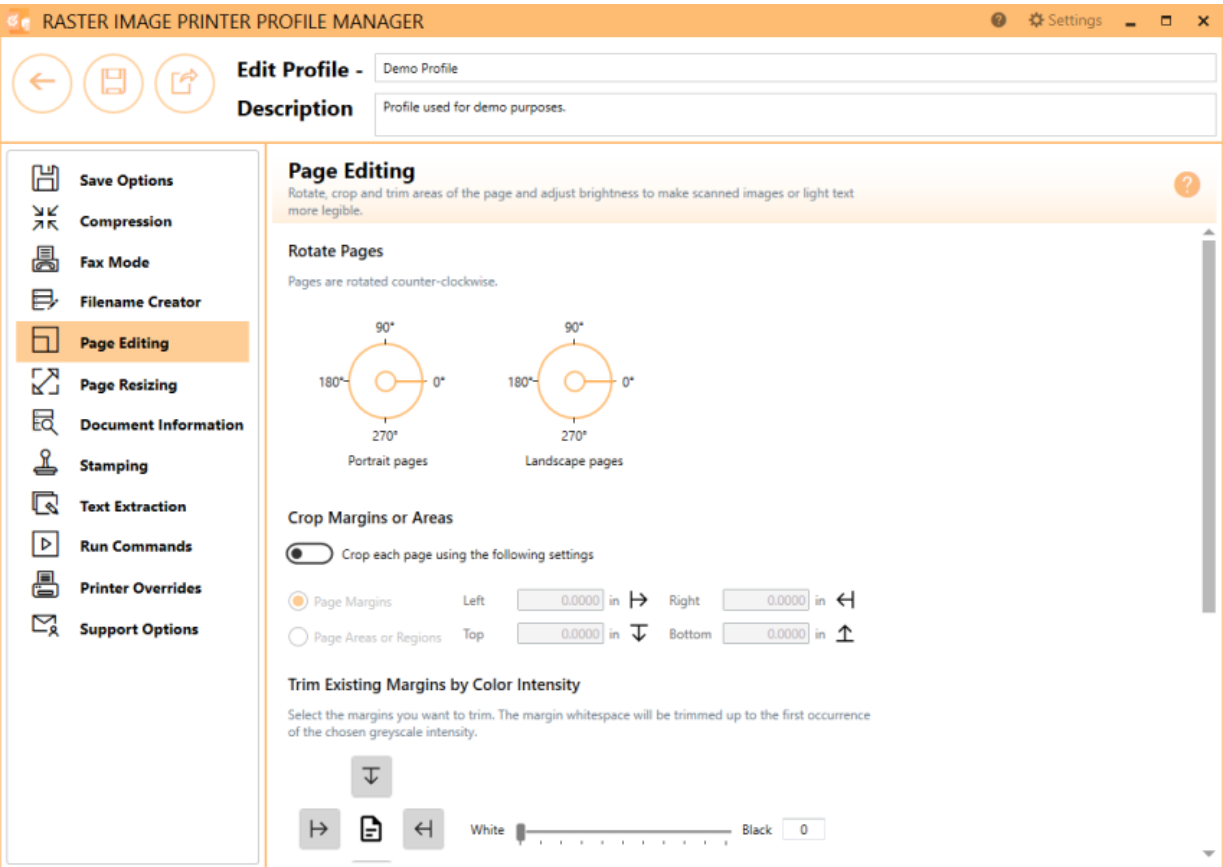 RASTER IMAGE PRINTER PROFILE MANAGER
? Settings
Edit Profile - Demo Profile
Description Profile used for demo purposes.
Save Options
Compression
Fax Mode
Filename Creator
Page Editing
Page Resizing
Document Information
Stamping
Text Extraction
Run Commands
Printer Overrides
Support Options
Page Editing
Rotate, crop and trim areas of the page and adjust brightness to make scanned images or light text
more legible.
?
Rotate Pages
Pages are rotated counter-clockwise.
90° 90°
180° 0° 180° 0°
270° 270°
Portrait pages Landscape pages
Crop Margins or Areas
Crop each page using the following settings
Page Margins Left 0.0000 in Right 0.0000 in
Page Areas or Regions Top 0.0000 in Bottom 0.0000 in
Trim Existing Margins by Color Intensity
Select the margins you want to trim. The margin whitespace will be trimmed up to the first occurrence
of the chosen greyscale intensity.
White Black 0